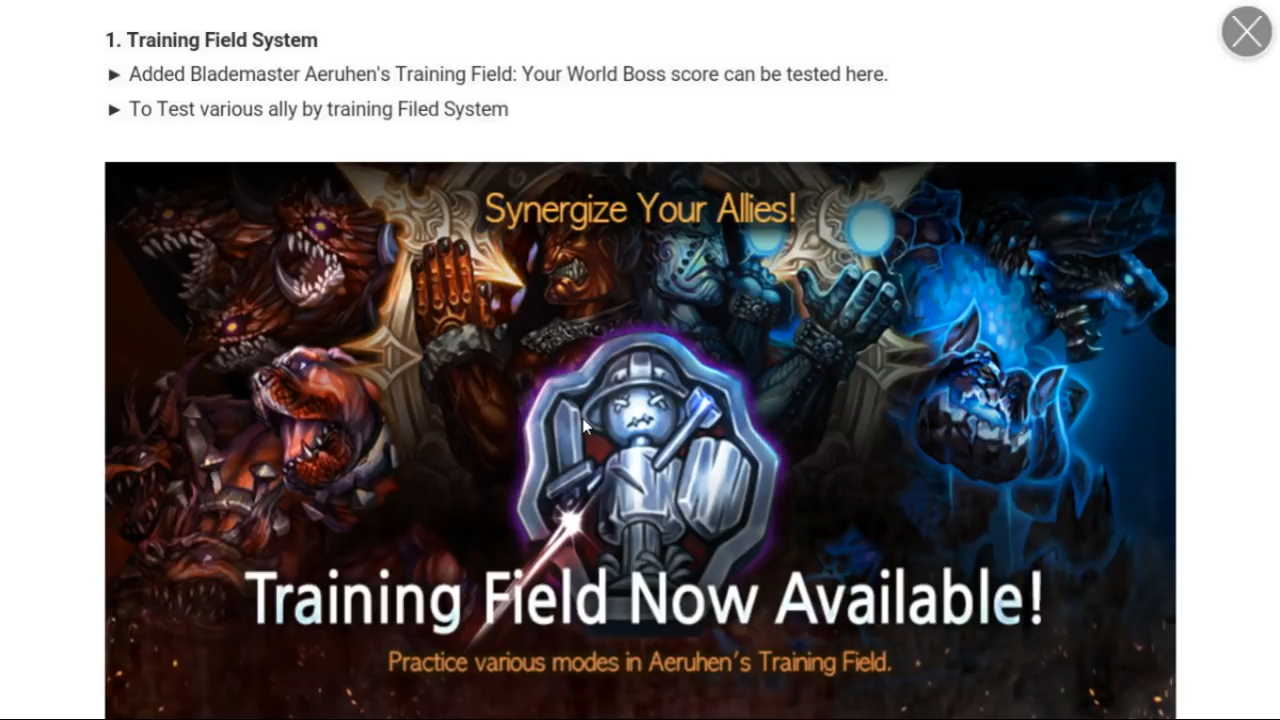 1. Training Field System
► Added Blademaster Aeruhen's Training Field: Your World Boss score can be tested here.
► To Test various ally by training Filed System
Synergize Your Allies!
Training Field Now Available!
Practice various modes in Aeruhen's Training Field.